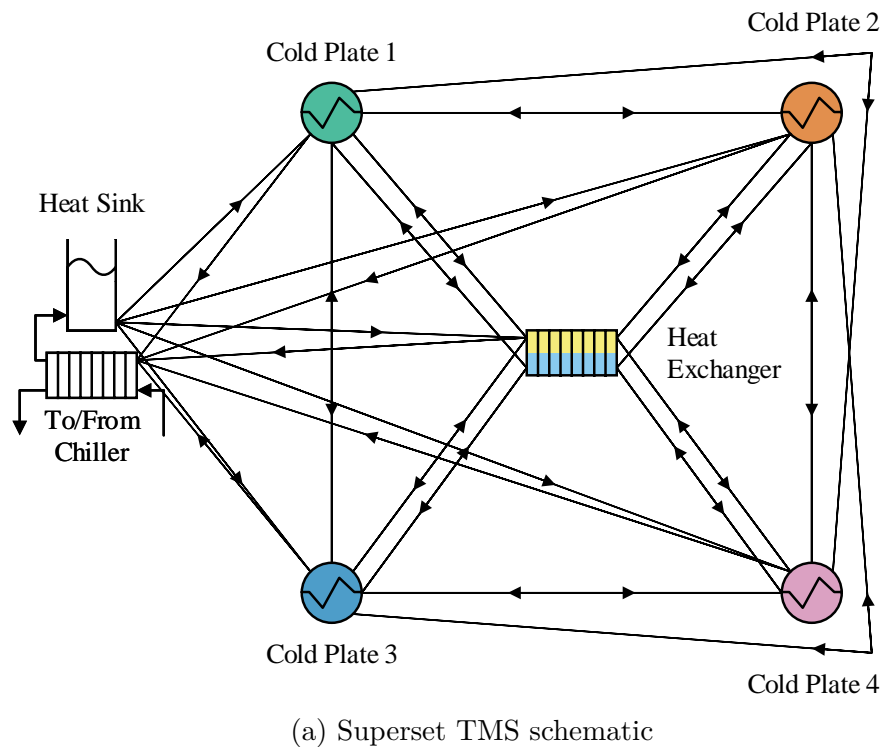 Cold Plate 2
Cold Plate 1
Heat Sink
Heat
Exchanger
To/From
Chiller
Cold Plate 3
Cold Plate 4
(a) Superset TMS schematic